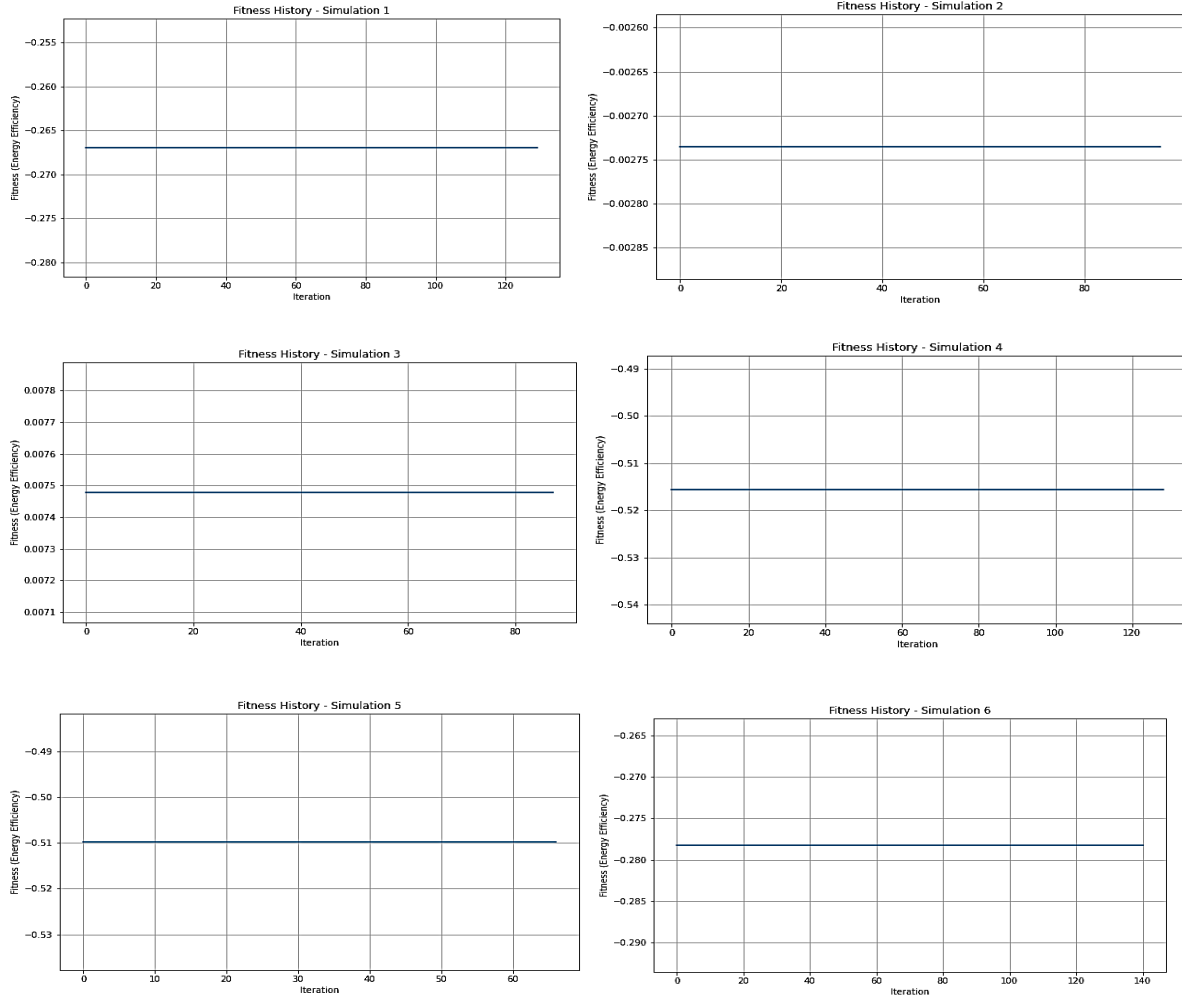 Fitness History - Simulation 1
Fitness (Energy Efficiency)
−0.255
−0.260
−0.265
−0.270
−0.275
−0.280
0 20 40 60 80 100 120
Iteration
Fitness History - Simulation 2
Fitness (Energy Efficiency)
−0.00260
−0.00265
−0.00270
−0.00275
−0.00280
−0.00285
0 20 40 60 80
Iteration
Fitness History - Simulation 3
Fitness (Energy Efficiency)
0.0078
0.0077
0.0076
0.0075
0.0074
0.0073
0.0072
0.0071
0 20 40 60 80
Iteration
Fitness History - Simulation 4
Fitness (Energy Efficiency)
−0.49
−0.50
−0.51
−0.52
−0.53
−0.54
0 20 40 60 80 100 120
Iteration
Fitness History - Simulation 5
Fitness (Energy Efficiency)
−0.49
−0.50
−0.51
−0.52
−0.53
0 10 20 30 40 50 60
Iteration
Fitness History - Simulation 6
Fitness (Energy Efficiency)
−0.265
−0.270
−0.275
−0.280
−0.285
−0.290
0 20 40 60 80 100 120 140
Iteration